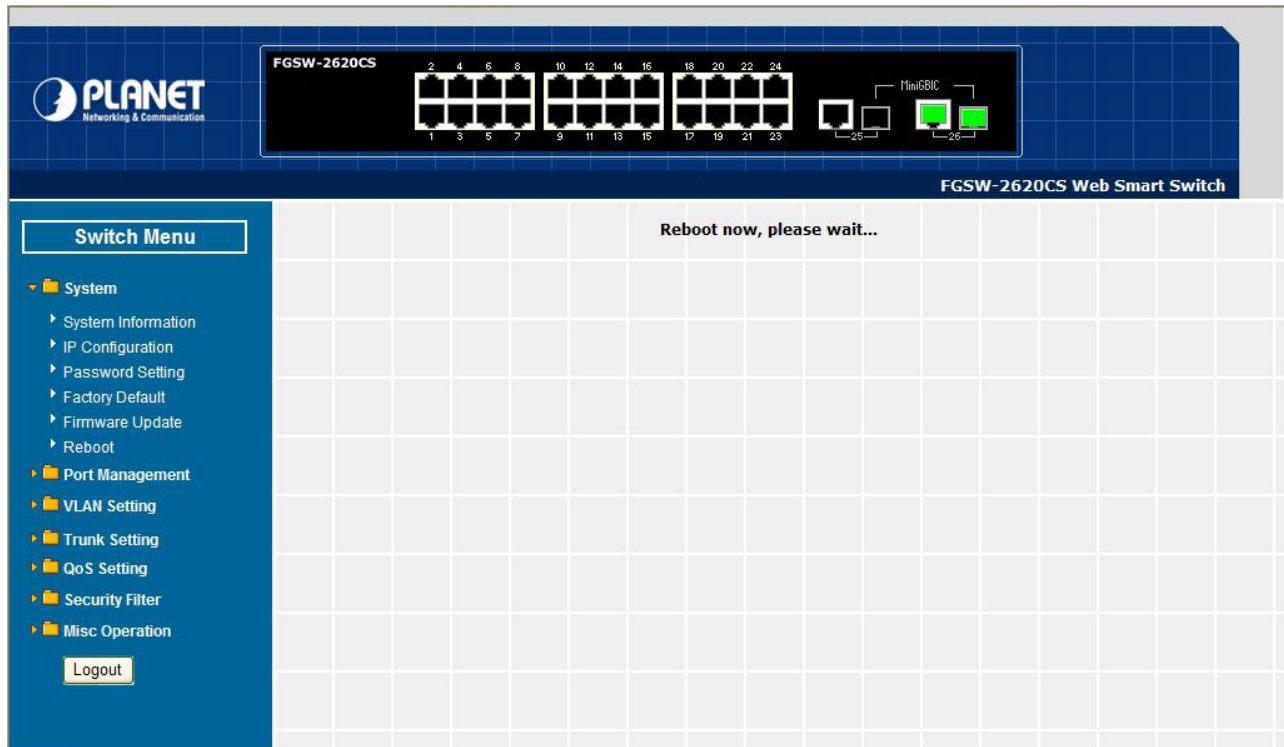 PLANET
Networking & Communication
FGSW-2620CS
2 4 6 8 10 12 14 16 18 20 22 24
MiniGBIC
1 3 5 7 9 11 13 15 17 19 21 23
25 26
FGSW-2620CS Web Smart Switch
Switch Menu
System
System Information
IP Configuration
Password Setting
Factory Default
Firmware Update
Reboot
Port Management
VLAN Setting
Trunk Setting
QoS Setting
Security Filter
Misc Operation
Logout
Reboot now, please wait...